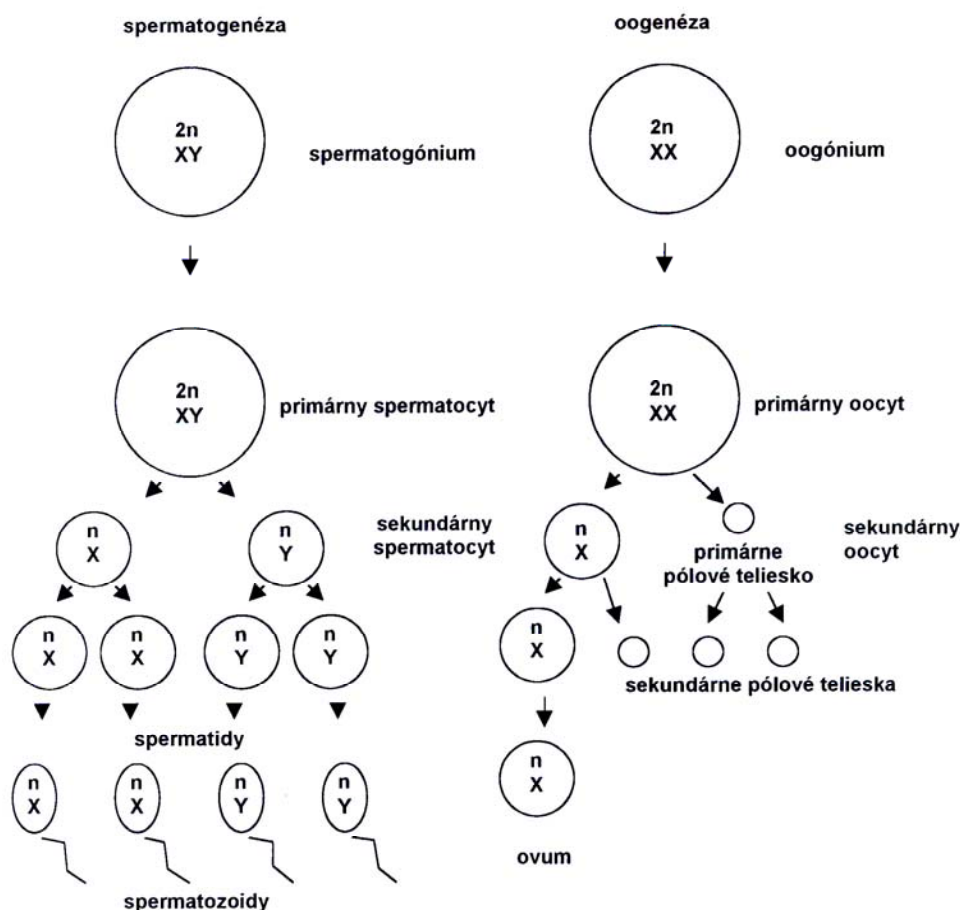 spermatogenéza
oogenéza
2n
XY
spermatogónium
2n
XX
oogónium
2n
XY
primárny spermatocyt
2n
XX
primárny oocyt
n
X
n
Y
sekundárny
spermatocyt
n
X
primárne
pólové teliesko
sekundárny
oocyt
n
X
n
X
n
Y
n
Y
n
X
sekundárne pólové telieska
spermatidy
n
X
n
X
n
Y
n
Y
n
X
ovum
spermatozoidy